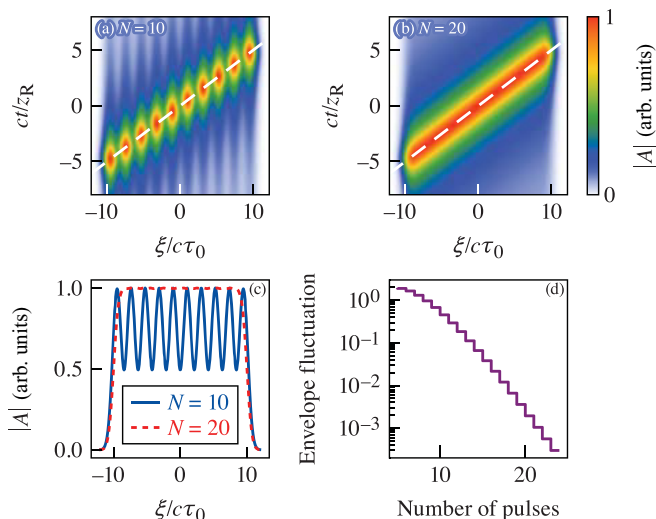 (a) N = 10
(b) N = 20
1
5
0
−5
ct/zR
−10 0 10
ξ/cτ0
5
0
−5
ct/zR
−10 0 10
ξ/cτ0
0
|A| (arb. units)
(c)
1.0
0.5
0.0
|A| (arb. units)
N = 10
N = 20
−10 0 10
ξ/cτ0
(d)
10^0
10^−1
10^−2
10^−3
Envelope fluctuation
10 20
Number of pulses